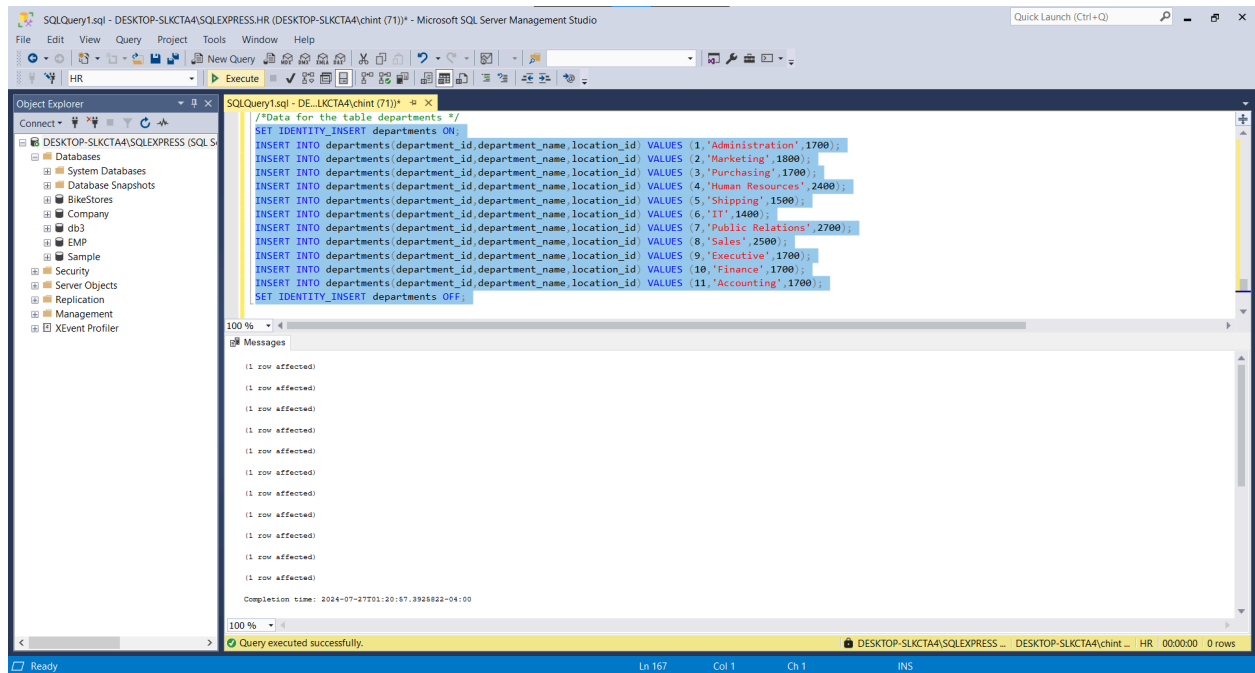 SQLQuery1.sql - DESKTOP-SLKCTA4\SQLEXPRESS.HR (DESKTOP-SLKCTA4\chint (71))* - Microsoft SQL Server Management Studio
Quick Launch (Ctrl+Q)
File Edit View Query Project Tools Window Help
New Query
HR
Execute
Object Explorer
Connect
DESKTOP-SLKCTA4\SQLEXPRESS (SQL S
Databases
System Databases
Database Snapshots
BikeStores
Company
db3
EMP
Sample
Security
Server Objects
Replication
Management
XEvent Profiler
SQLQuery1.sql - DE...LKCTA4\chint (71))*
/*Data for the table departments */
SET IDENTITY_INSERT departments ON;
INSERT INTO departments(department_id,department_name,location_id) VALUES (1,'Administration',1700);
INSERT INTO departments(department_id,department_name,location_id) VALUES (2,'Marketing',1800);
INSERT INTO departments(department_id,department_name,location_id) VALUES (3,'Purchasing',1700);
INSERT INTO departments(department_id,department_name,location_id) VALUES (4,'Human Resources',2400);
INSERT INTO departments(department_id,department_name,location_id) VALUES (5,'Shipping',1500);
INSERT INTO departments(department_id,department_name,location_id) VALUES (6,'IT',1400);
INSERT INTO departments(department_id,department_name,location_id) VALUES (7,'Public Relations',2700);
INSERT INTO departments(department_id,department_name,location_id) VALUES (8,'Sales',2500);
INSERT INTO departments(department_id,department_name,location_id) VALUES (9,'Executive',1700);
INSERT INTO departments(department_id,department_name,location_id) VALUES (10,'Finance',1700);
INSERT INTO departments(department_id,department_name,location_id) VALUES (11,'Accounting',1700);
SET IDENTITY_INSERT departments OFF;
100 %
Messages
(1 row affected)
(1 row affected)
(1 row affected)
(1 row affected)
(1 row affected)
(1 row affected)
(1 row affected)
(1 row affected)
(1 row affected)
(1 row affected)
(1 row affected)
Completion time: 2024-07-27T01:20:57.3925822-04:00
100 %
Query executed successfully.
DESKTOP-SLKCTA4\SQLEXPRESS ... DESKTOP-SLKCTA4\chint ... HR 00:00:00 0 rows
Ready Ln 167 Col 1 Ch 1 INS